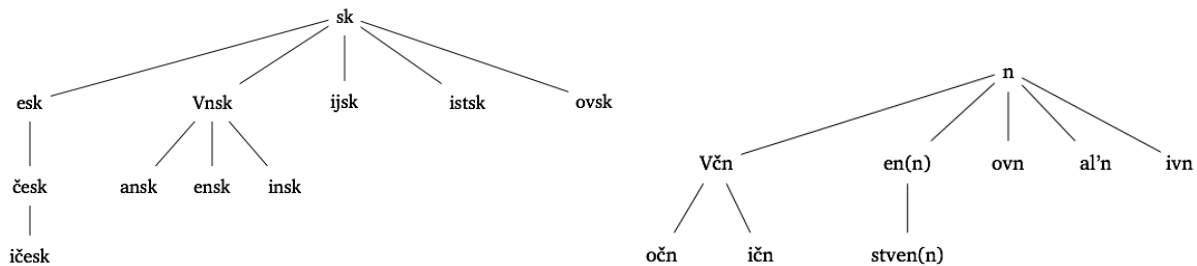 sk
esk Vnsk ijsk istsk ovsk
česk ansk ensk insk
ičesk
n
Včn en(n) ovn al’n ivn
očn ičn stven(n)